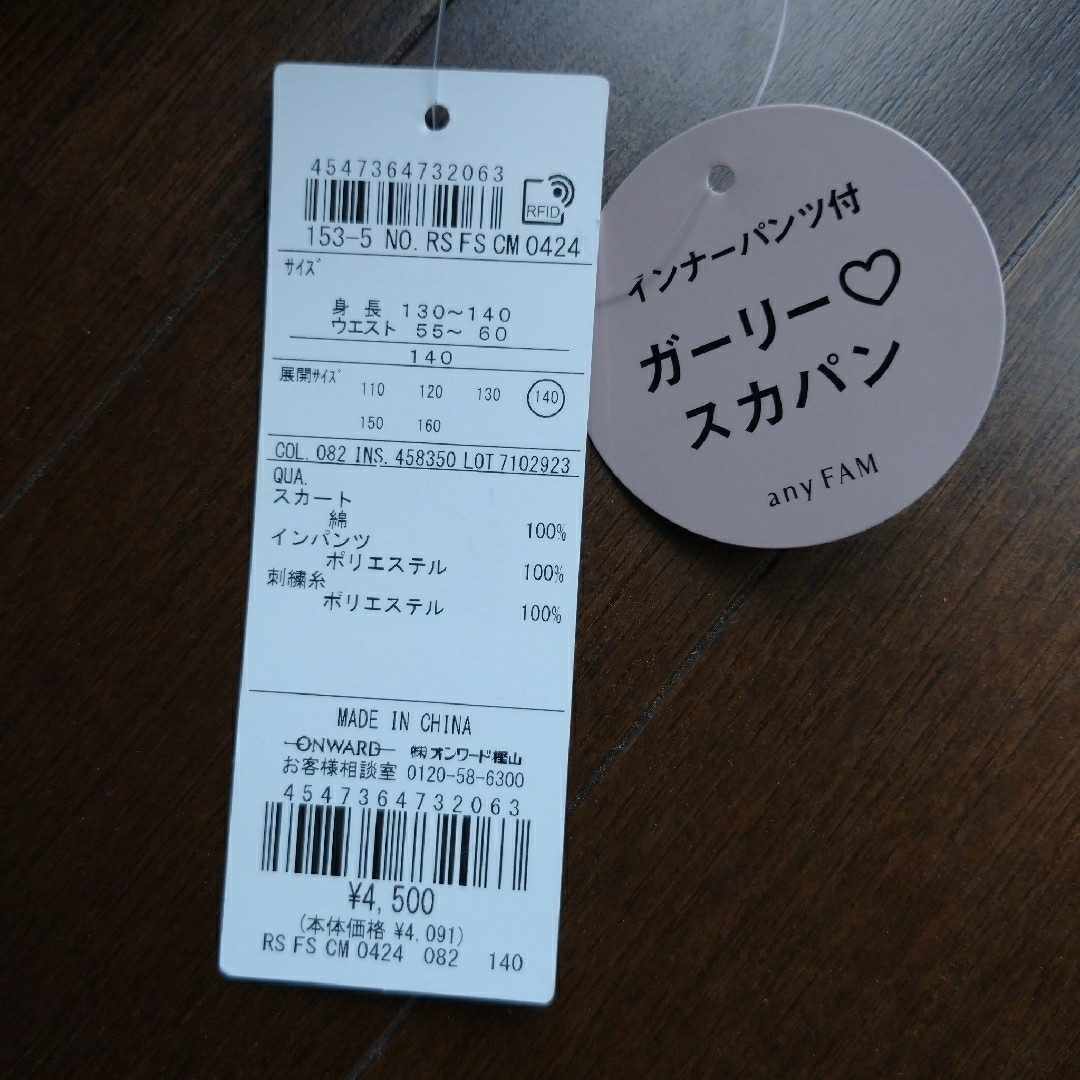 4547364732063
RFID
153-5 NO. RS FS CM 0424
サイズ
身長 130〜140
ウエスト 55〜 60
140
展開サイズ
110 120 130 140
150 160
COL. 082 INS. 458350 LOT 7102923
QUA.
スカート
綿 100%
インパンツ
ポリエステル 100%
刺繍糸
ポリエステル 100%
MADE IN CHINA
ONWARD ㈱オンワード樫山
お客様相談室 0120-58-6300
4547364732063
¥4,500
(本体価格 ¥4,091)
RS FS CM 0424 082 140
インナーパンツ付
ガーリー♡
スカパン
any FAM